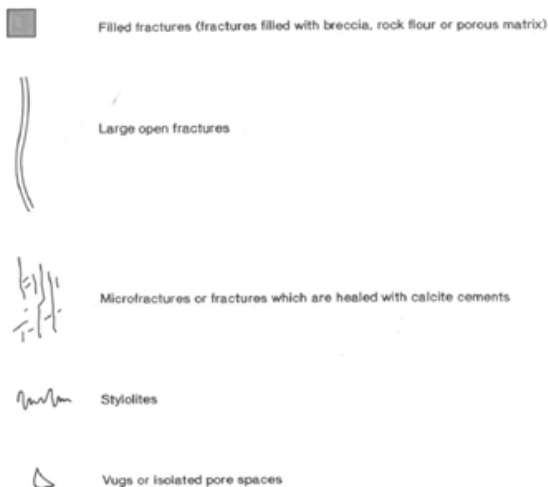 Filled fractures (fractures filled with breccia, rock flour or porous matrix)
Large open fractures
Microfractures or fractures which are healed with calcite cements
Stylolites
Vugs or isolated pore spaces